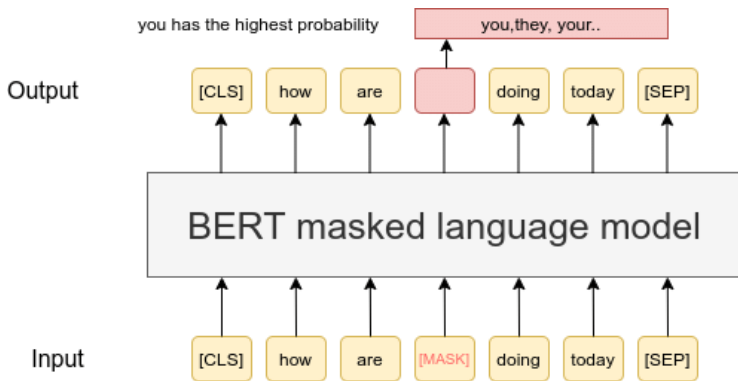 you has the highest probability you,they, your..
Output [CLS] how are doing today [SEP]
BERT masked language model
Input [CLS] how are [MASK] doing today [SEP]